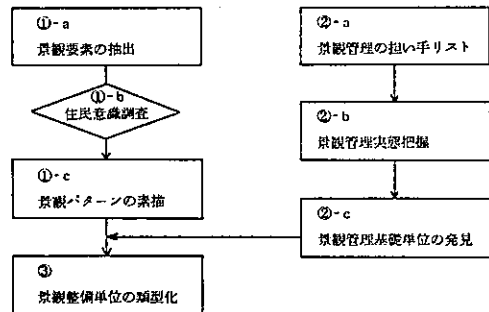 ①-a
景観要素の抽出
①-b
住民意識調査
①-c
景観パターンの素描
②-a
景観管理の担い手リスト
②-b
景観管理実態把握
②-c
景観管理基礎単位の発見
③
景観整備単位の類型化